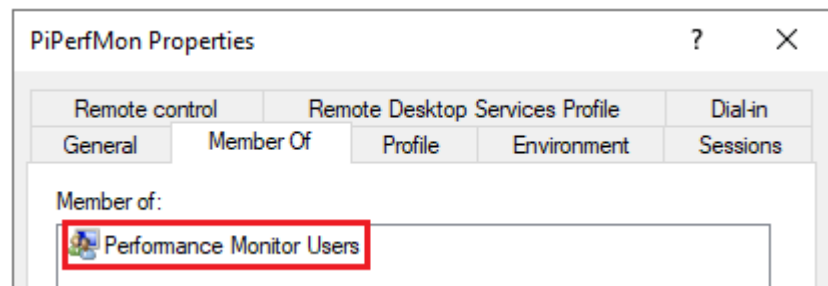 PiPerfMon Properties ? ×
Remote control Remote Desktop Services Profile Dial-in
General Member Of Profile Environment Sessions
Member of:
Performance Monitor Users